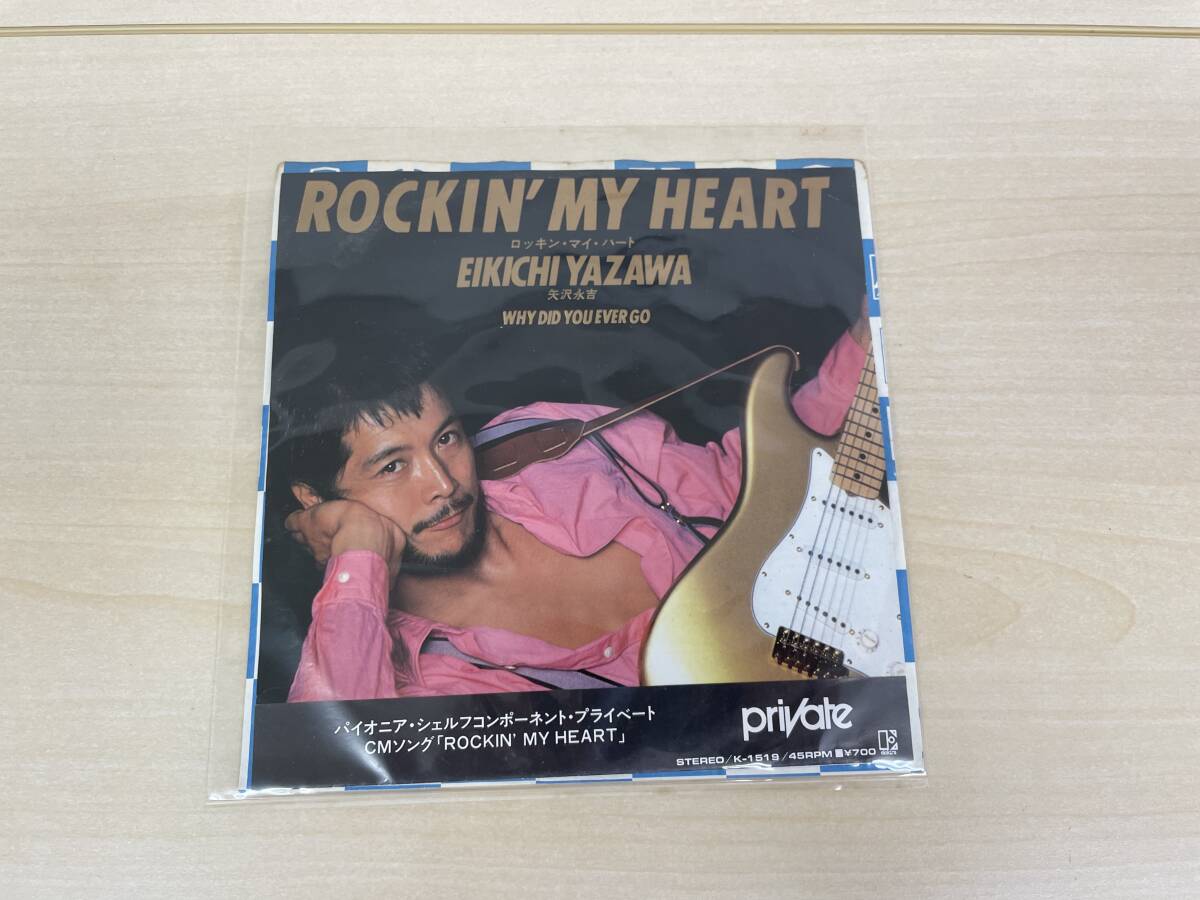 ROCKIN' MY HEART
ロッキン・マイ・ハート
EIKICHI YAZAWA
矢沢永吉
WHY DID YOU EVER GO
パイオニア・シェルフコンポーネント・プライベート
CMソング「ROCKIN' MY HEART」
private
STEREO/K-1519/45RPM ■¥700